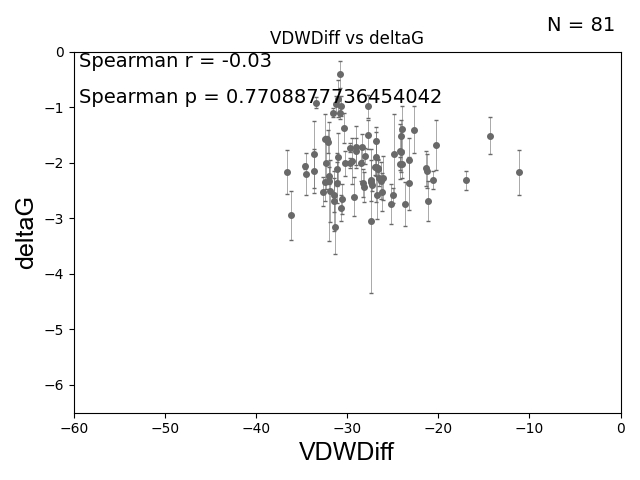 N = 81
VDWDiff vs deltaG
Spearman r = -0.03
Spearman p = 0.7708877736454042
0
−1
−2
−3
−4
−5
−6
deltaG
−60 −50 −40 −30 −20 −10 0
VDWDiff